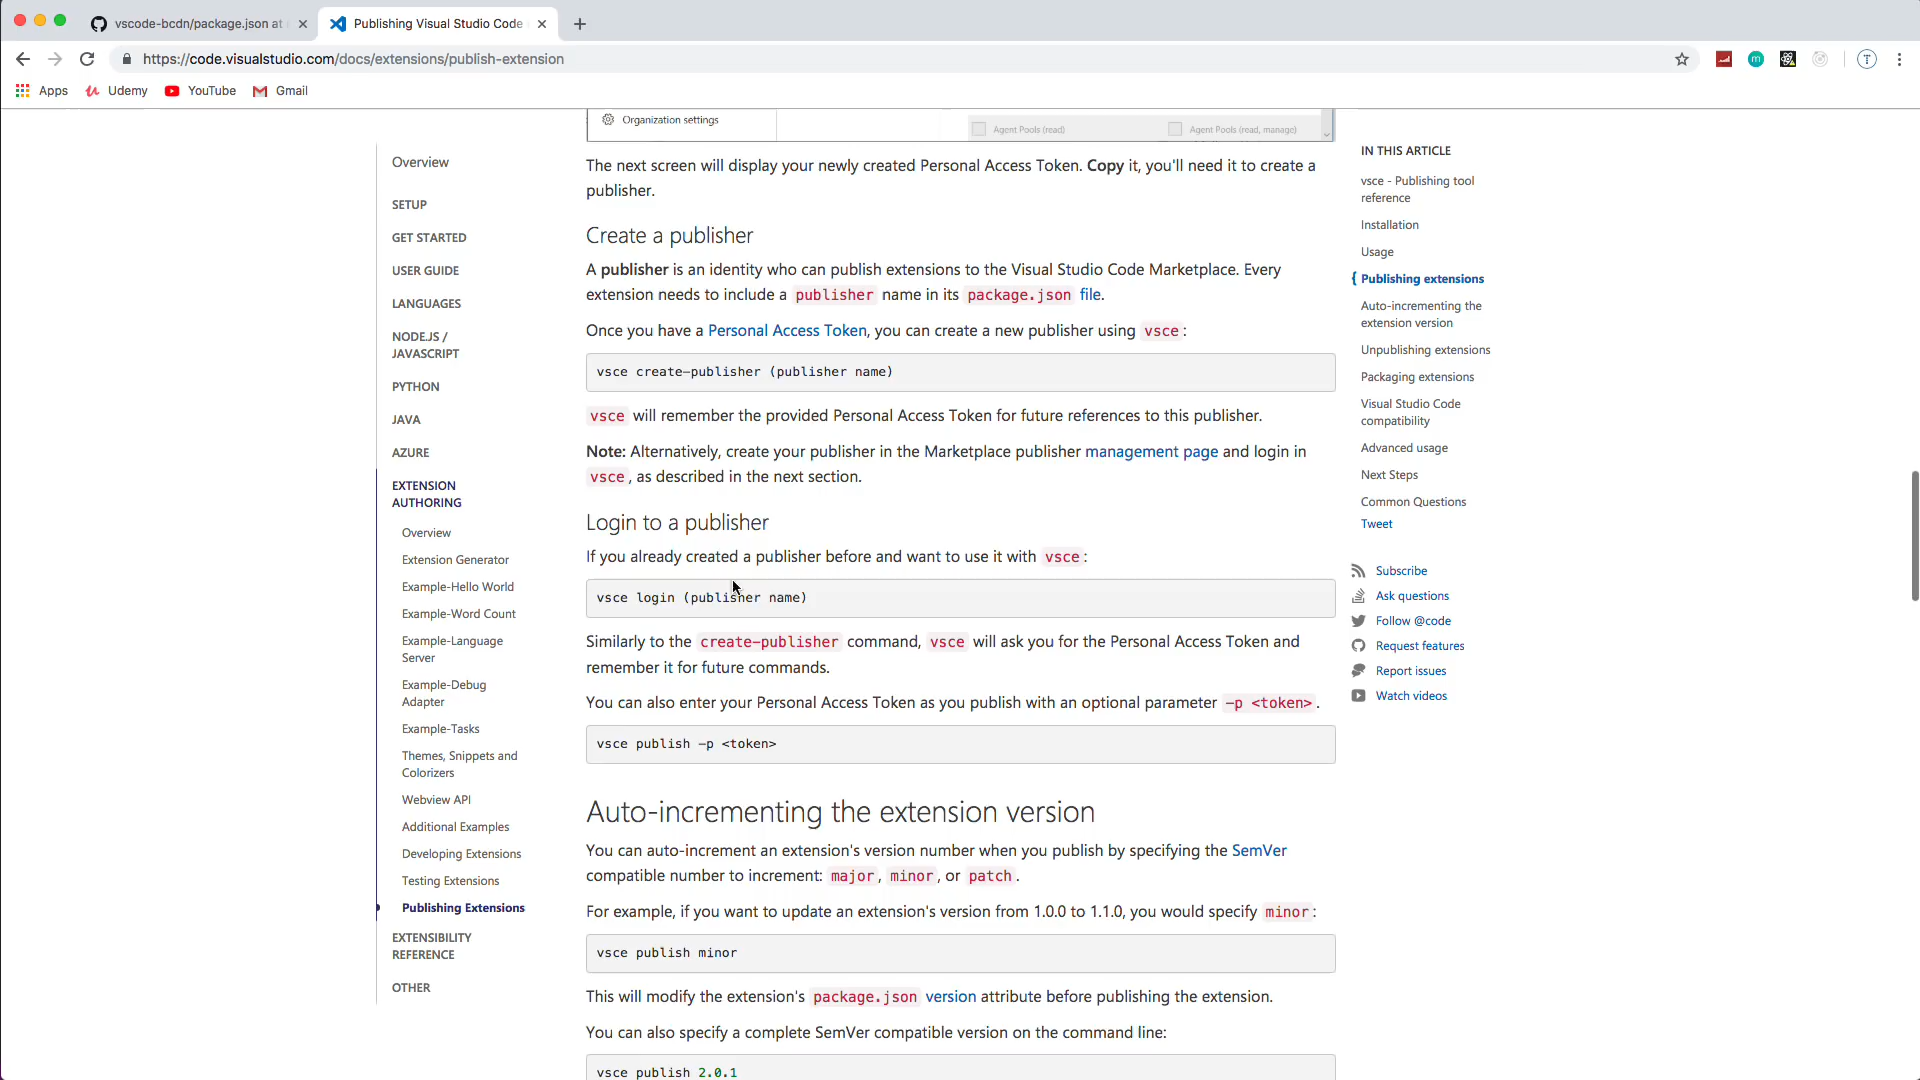 vscode-bcdn/package.json at
Publishing Visual Studio Code
https://code.visualstudio.com/docs/extensions/publish-extension
Apps
Udemy
YouTube
Gmail
Overview
SETUP
GET STARTED
USER GUIDE
LANGUAGES
NODE.JS /
JAVASCRIPT
PYTHON
JAVA
AZURE
EXTENSION
AUTHORING
Overview
Extension Generator
Example-Hello World
Example-Word Count
Example-Language
Server
Example-Debug
Adapter
Example-Tasks
Themes, Snippets and
Colorizers
Webview API
Additional Examples
Developing Extensions
Testing Extensions
Publishing Extensions
EXTENSIBILITY
REFERENCE
OTHER
Organization settings
Agent Pools (read)
Agent Pools (read, manage)
The next screen will display your newly created Personal Access Token. Copy it, you'll need it to create a
publisher.
Create a publisher
A publisher is an identity who can publish extensions to the Visual Studio Code Marketplace. Every
extension needs to include a publisher name in its package.json file.
Once you have a Personal Access Token, you can create a new publisher using vsce:
vsce create-publisher (publisher name)
vsce will remember the provided Personal Access Token for future references to this publisher.
Note: Alternatively, create your publisher in the Marketplace publisher management page and login in
vsce, as described in the next section.
Login to a publisher
If you already created a publisher before and want to use it with vsce:
vsce login (publisher name)
Similarly to the create-publisher command, vsce will ask you for the Personal Access Token and
remember it for future commands.
You can also enter your Personal Access Token as you publish with an optional parameter -p <token>.
vsce publish -p <token>
Auto-incrementing the extension version
You can auto-increment an extension's version number when you publish by specifying the SemVer
compatible number to increment: major, minor, or patch.
For example, if you want to update an extension's version from 1.0.0 to 1.1.0, you would specify minor:
vsce publish minor
This will modify the extension's package.json version attribute before publishing the extension.
You can also specify a complete SemVer compatible version on the command line:
vsce publish 2.0.1
IN THIS ARTICLE
vsce - Publishing tool
reference
Installation
Usage
Publishing extensions
Auto-incrementing the
extension version
Unpublishing extensions
Packaging extensions
Visual Studio Code
compatibility
Advanced usage
Next Steps
Common Questions
Tweet
Subscribe
Ask questions
Follow @code
Request features
Report issues
Watch videos